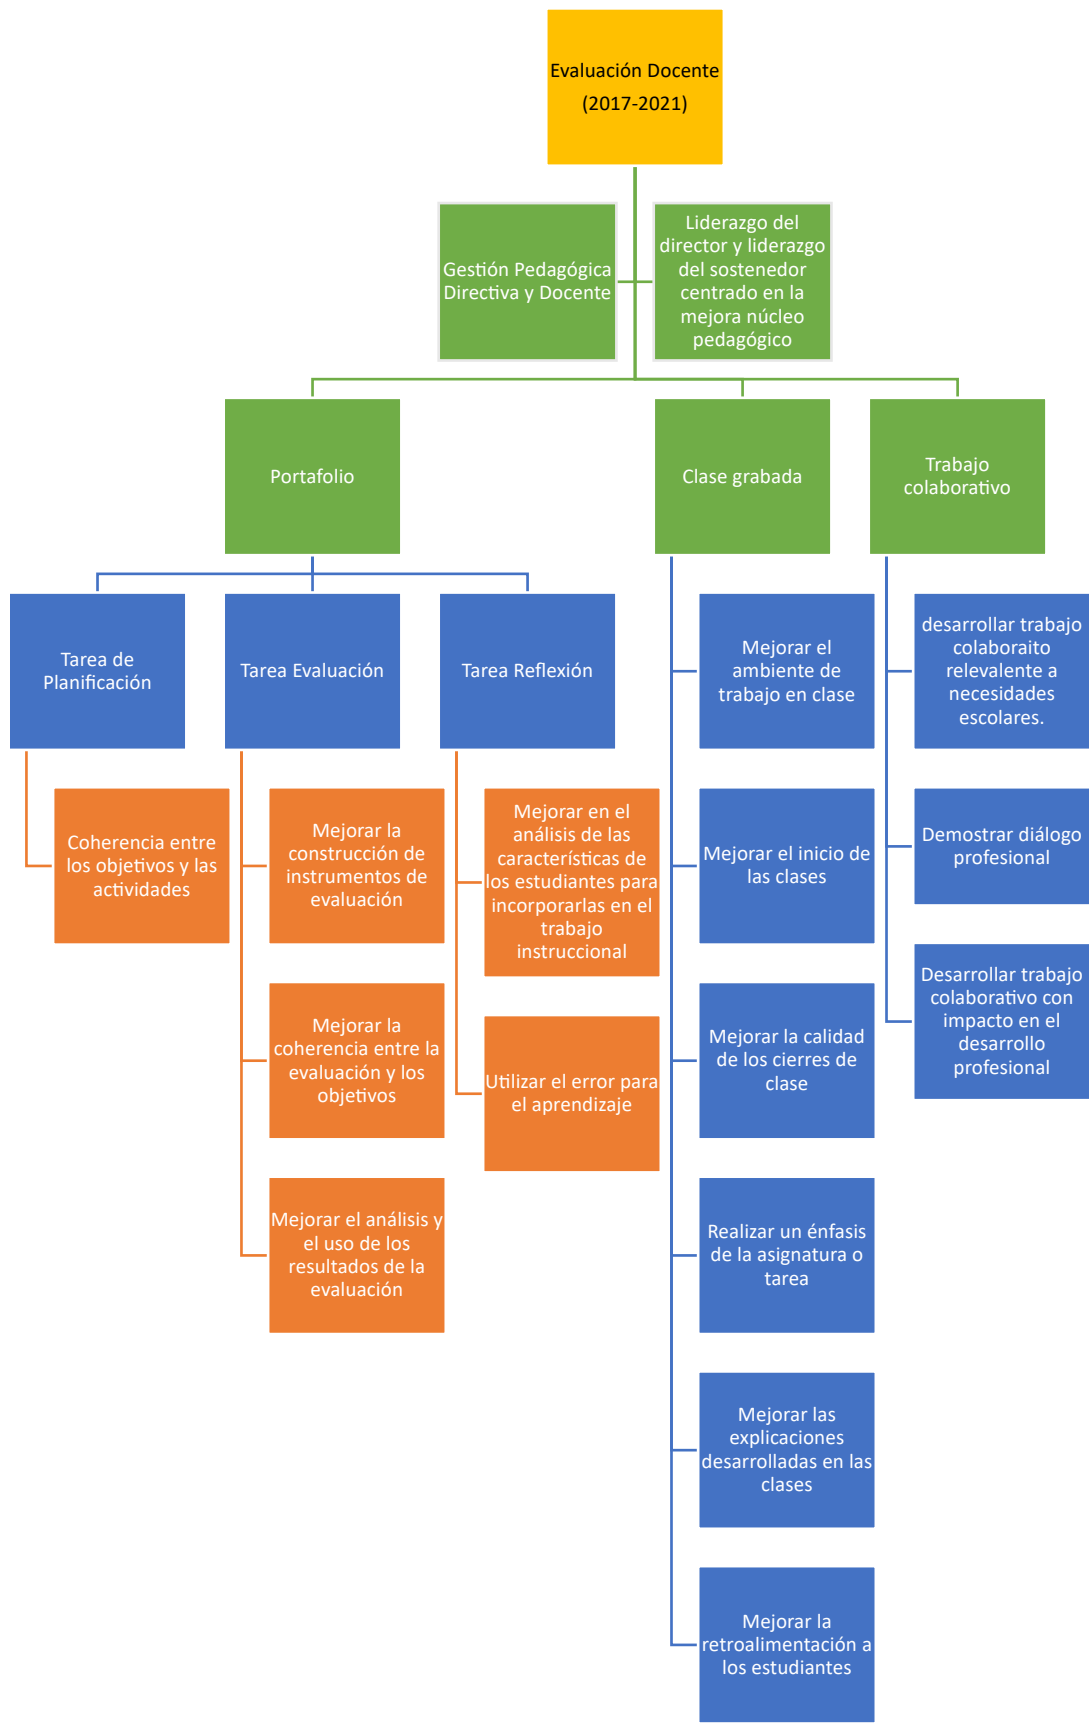 Evaluación Docente
(2017-2021)
Gestión Pedagógica
Directiva y Docente
Liderazgo del
director y liderazgo
del sostenedor
centrado en la
mejora núcleo
pedagógico
Portafolio
Clase grabada
Trabajo
colaborativo
Tarea de
Planificación
Tarea Evaluación
Tarea Reflexión
Mejorar el
ambiente de
trabajo en clase
desarrollar trabajo
colaboraito
relevalente a
necesidades
escolares.
Coherencia entre
los objetivos y las
actividades
Mejorar la
construcción de
instrumentos de
evaluación
Mejorar en el
análisis de las
características de
los estudiantes para
incorporarlas en el
trabajo
instruccional
Mejorar el inicio de
las clases
Demostrar diálogo
profesional
Mejorar la
coherencia entre la
evaluación y los
objetivos
Utilizar el error para
el aprendizaje
Mejorar la calidad
de los cierres de
clase
Desarrollar trabajo
colaborativo con
impacto en el
desarrollo
profesional
Mejorar el análisis y
el uso de los
resultados de la
evaluación
Realizar un énfasis
de la asignatura o
tarea
Mejorar las
explicaciones
desarrolladas en las
clases
Mejorar la
retroalimentación a
los estudiantes